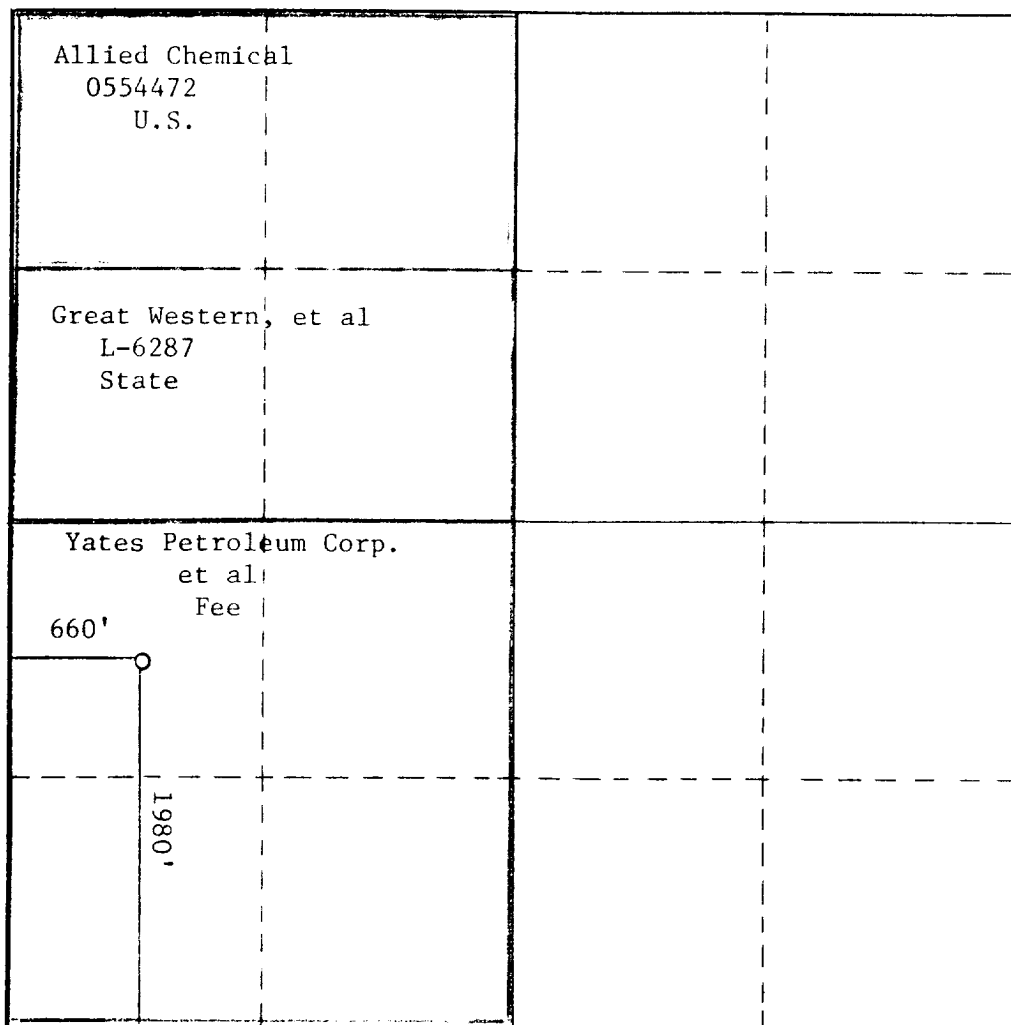 Allied Chemical
0554472
U.S.
Great Western, et al
L-6287
State
Yates Petroleum Corp.
et al
Fee
660'
1980'